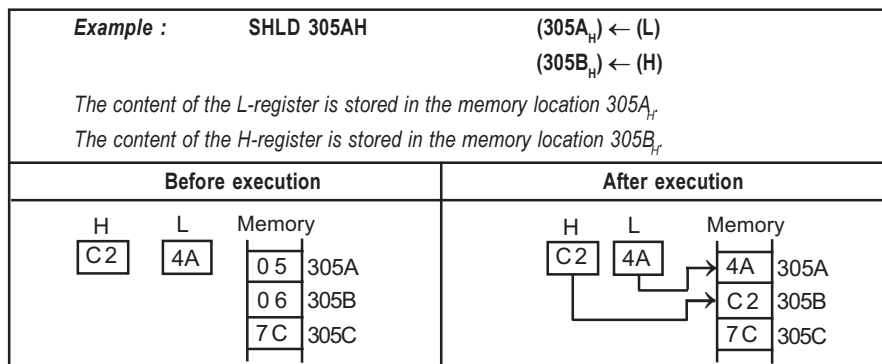 Example : SHLD 305AH (305A_H) ← (L)
(305B_H) ← (H)
The content of the L-register is stored in the memory location 305A_H.
The content of the H-register is stored in the memory location 305B_H.
Before execution After execution
H L Memory H L Memory
C2 4A 05 305A C2 4A 4A 305A
06 305B C2 305B
7C 305C 7C 305C